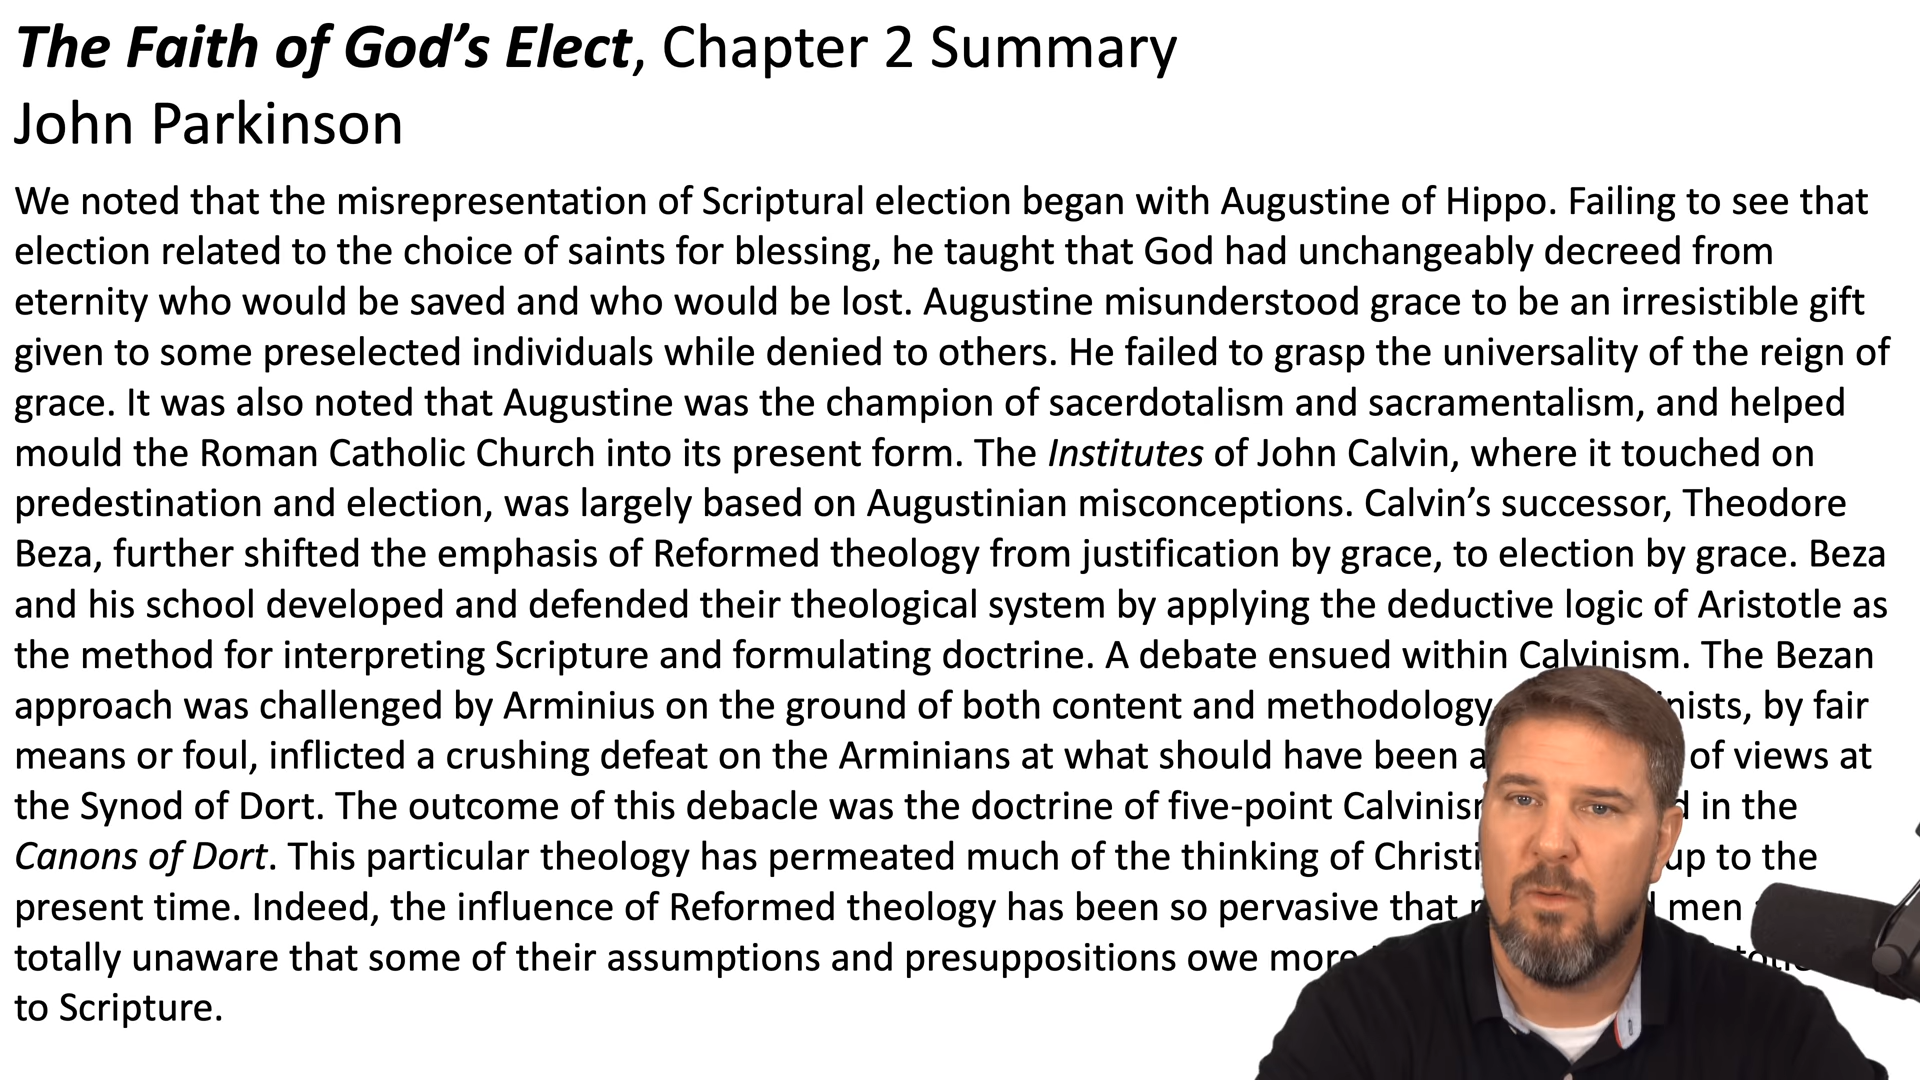 The Faith of God’s Elect, Chapter 2 Summary
John Parkinson
We noted that the misrepresentation of Scriptural election began with Augustine of Hippo. Failing to see that
election related to the choice of saints for blessing, he taught that God had unchangeably decreed from
eternity who would be saved and who would be lost. Augustine misunderstood grace to be an irresistible gift
given to some preselected individuals while denied to others. He failed to grasp the universality of the reign of
grace. It was also noted that Augustine was the champion of sacerdotalism and sacramentalism, and helped
mould the Roman Catholic Church into its present form. The Institutes of John Calvin, where it touched on
predestination and election, was largely based on Augustinian misconceptions. Calvin’s successor, Theodore
Beza, further shifted the emphasis of Reformed theology from justification by grace, to election by grace. Beza
and his school developed and defended their theological system by applying the deductive logic of Aristotle as
the method for interpreting Scripture and formulating doctrine. A debate ensued within Calvinism. The Bezan
approach was challenged by Arminius on the ground of both content and methodology by fair
means or foul, inflicted a crushing defeat on the Arminians at what should have been a of views at
the Synod of Dort. The outcome of this debacle was the doctrine of five-point Calvinism in the
Canons of Dort. This particular theology has permeated much of the thinking of up to the
present time. Indeed, the influence of Reformed theology has been so pervasive that men
totally unaware that some of their assumptions and presuppositions owe more
to Scripture.